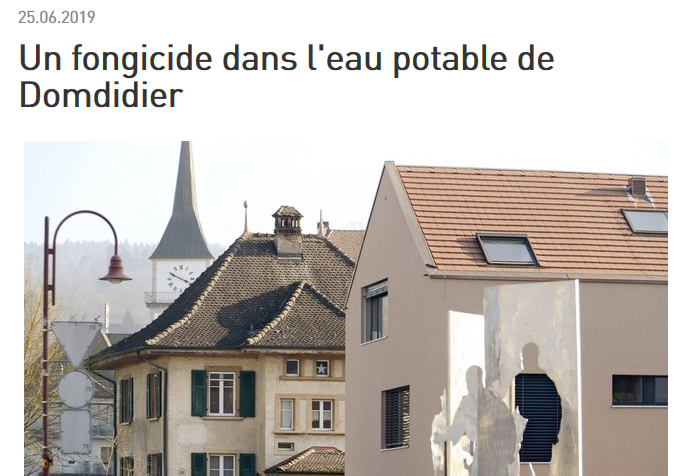 25.06.2019
Un fongicide dans l'eau potable de
Domdidier